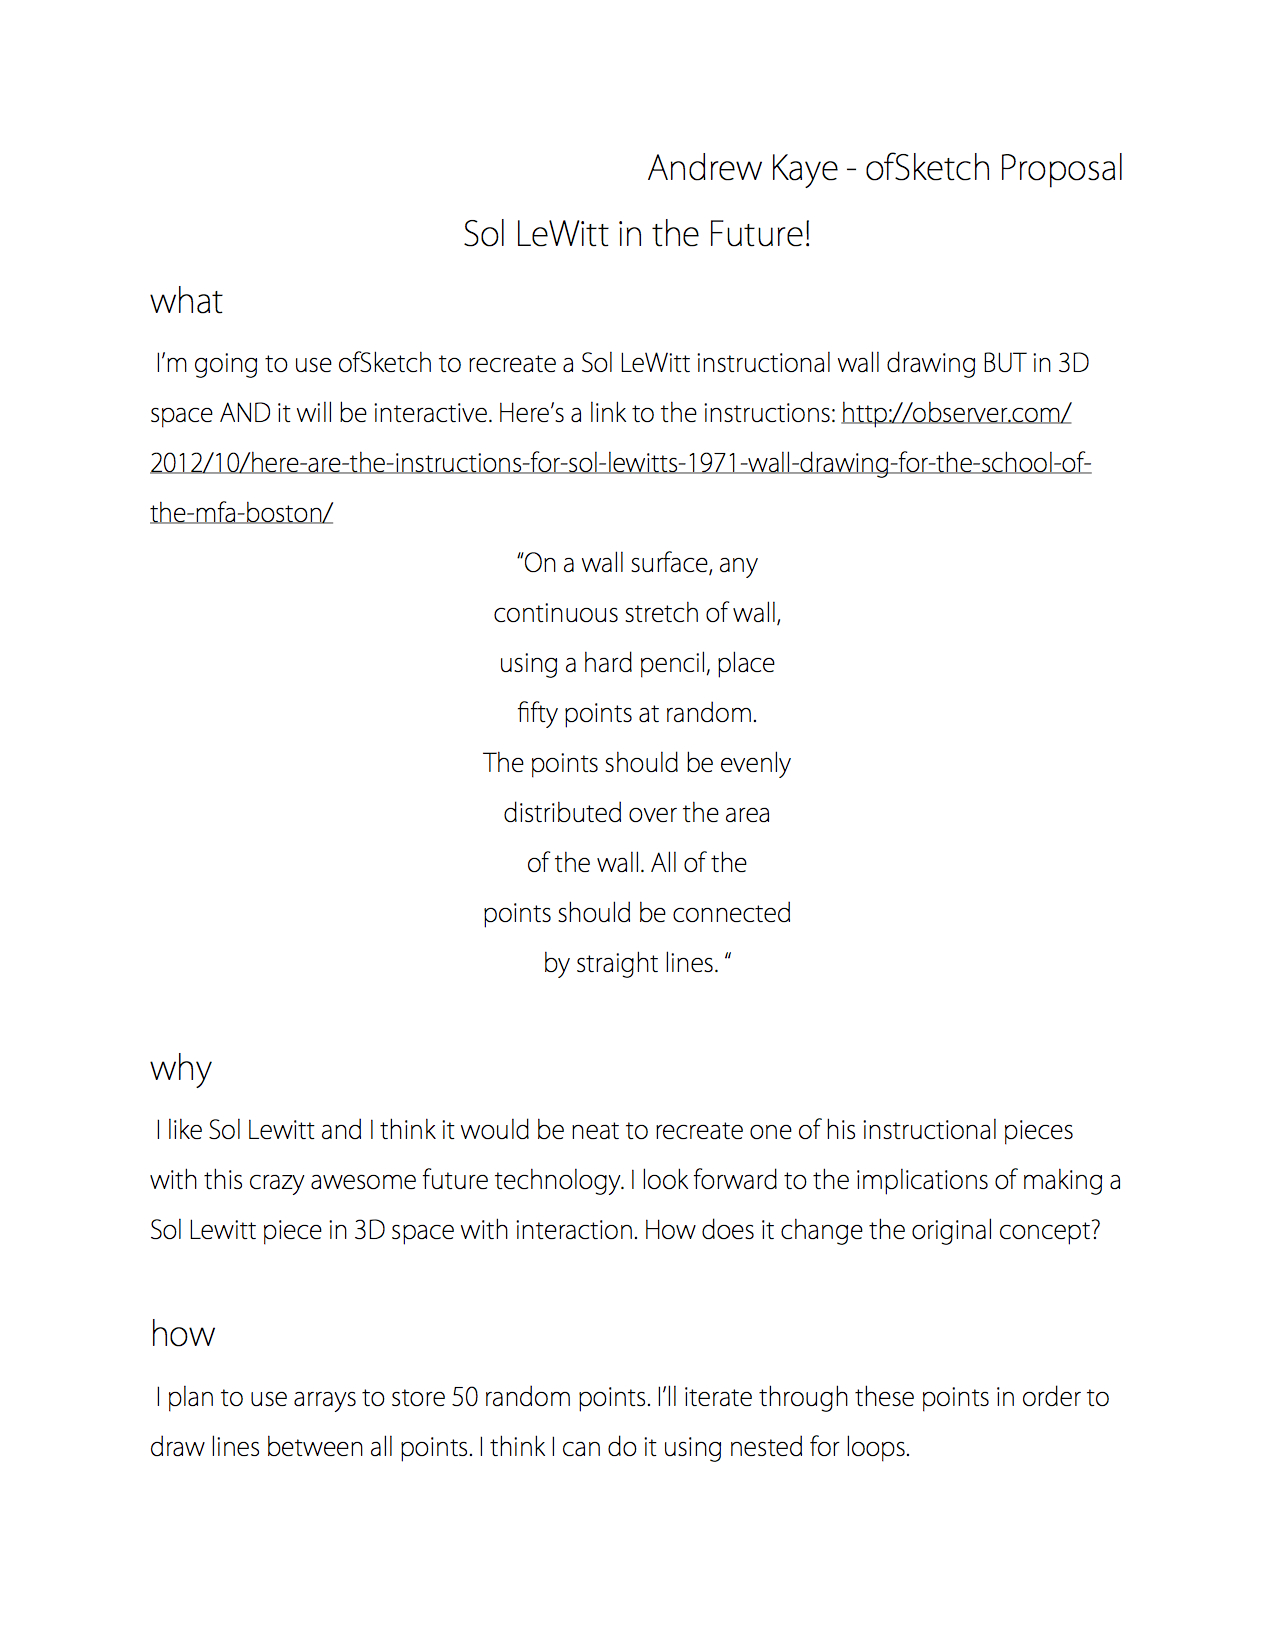 Andrew Kaye - ofSketch Proposal
Sol LeWitt in the Future!
what
I’m going to use ofSketch to recreate a Sol LeWitt instructional wall drawing BUT in 3D
space AND it will be interactive. Here’s a link to the instructions: http://observer.com/
2012/10/here-are-the-instructions-for-sol-lewitts-1971-wall-drawing-for-the-school-of-
the-mfa-boston/
“On a wall surface, any
continuous stretch of wall,
using a hard pencil, place
fifty points at random.
The points should be evenly
distributed over the area
of the wall. All of the
points should be connected
by straight lines. “
why
I like Sol Lewitt and I think it would be neat to recreate one of his instructional pieces
with this crazy awesome future technology. I look forward to the implications of making a
Sol Lewitt piece in 3D space with interaction. How does it change the original concept?
how
I plan to use arrays to store 50 random points. I’ll iterate through these points in order to
draw lines between all points. I think I can do it using nested for loops.